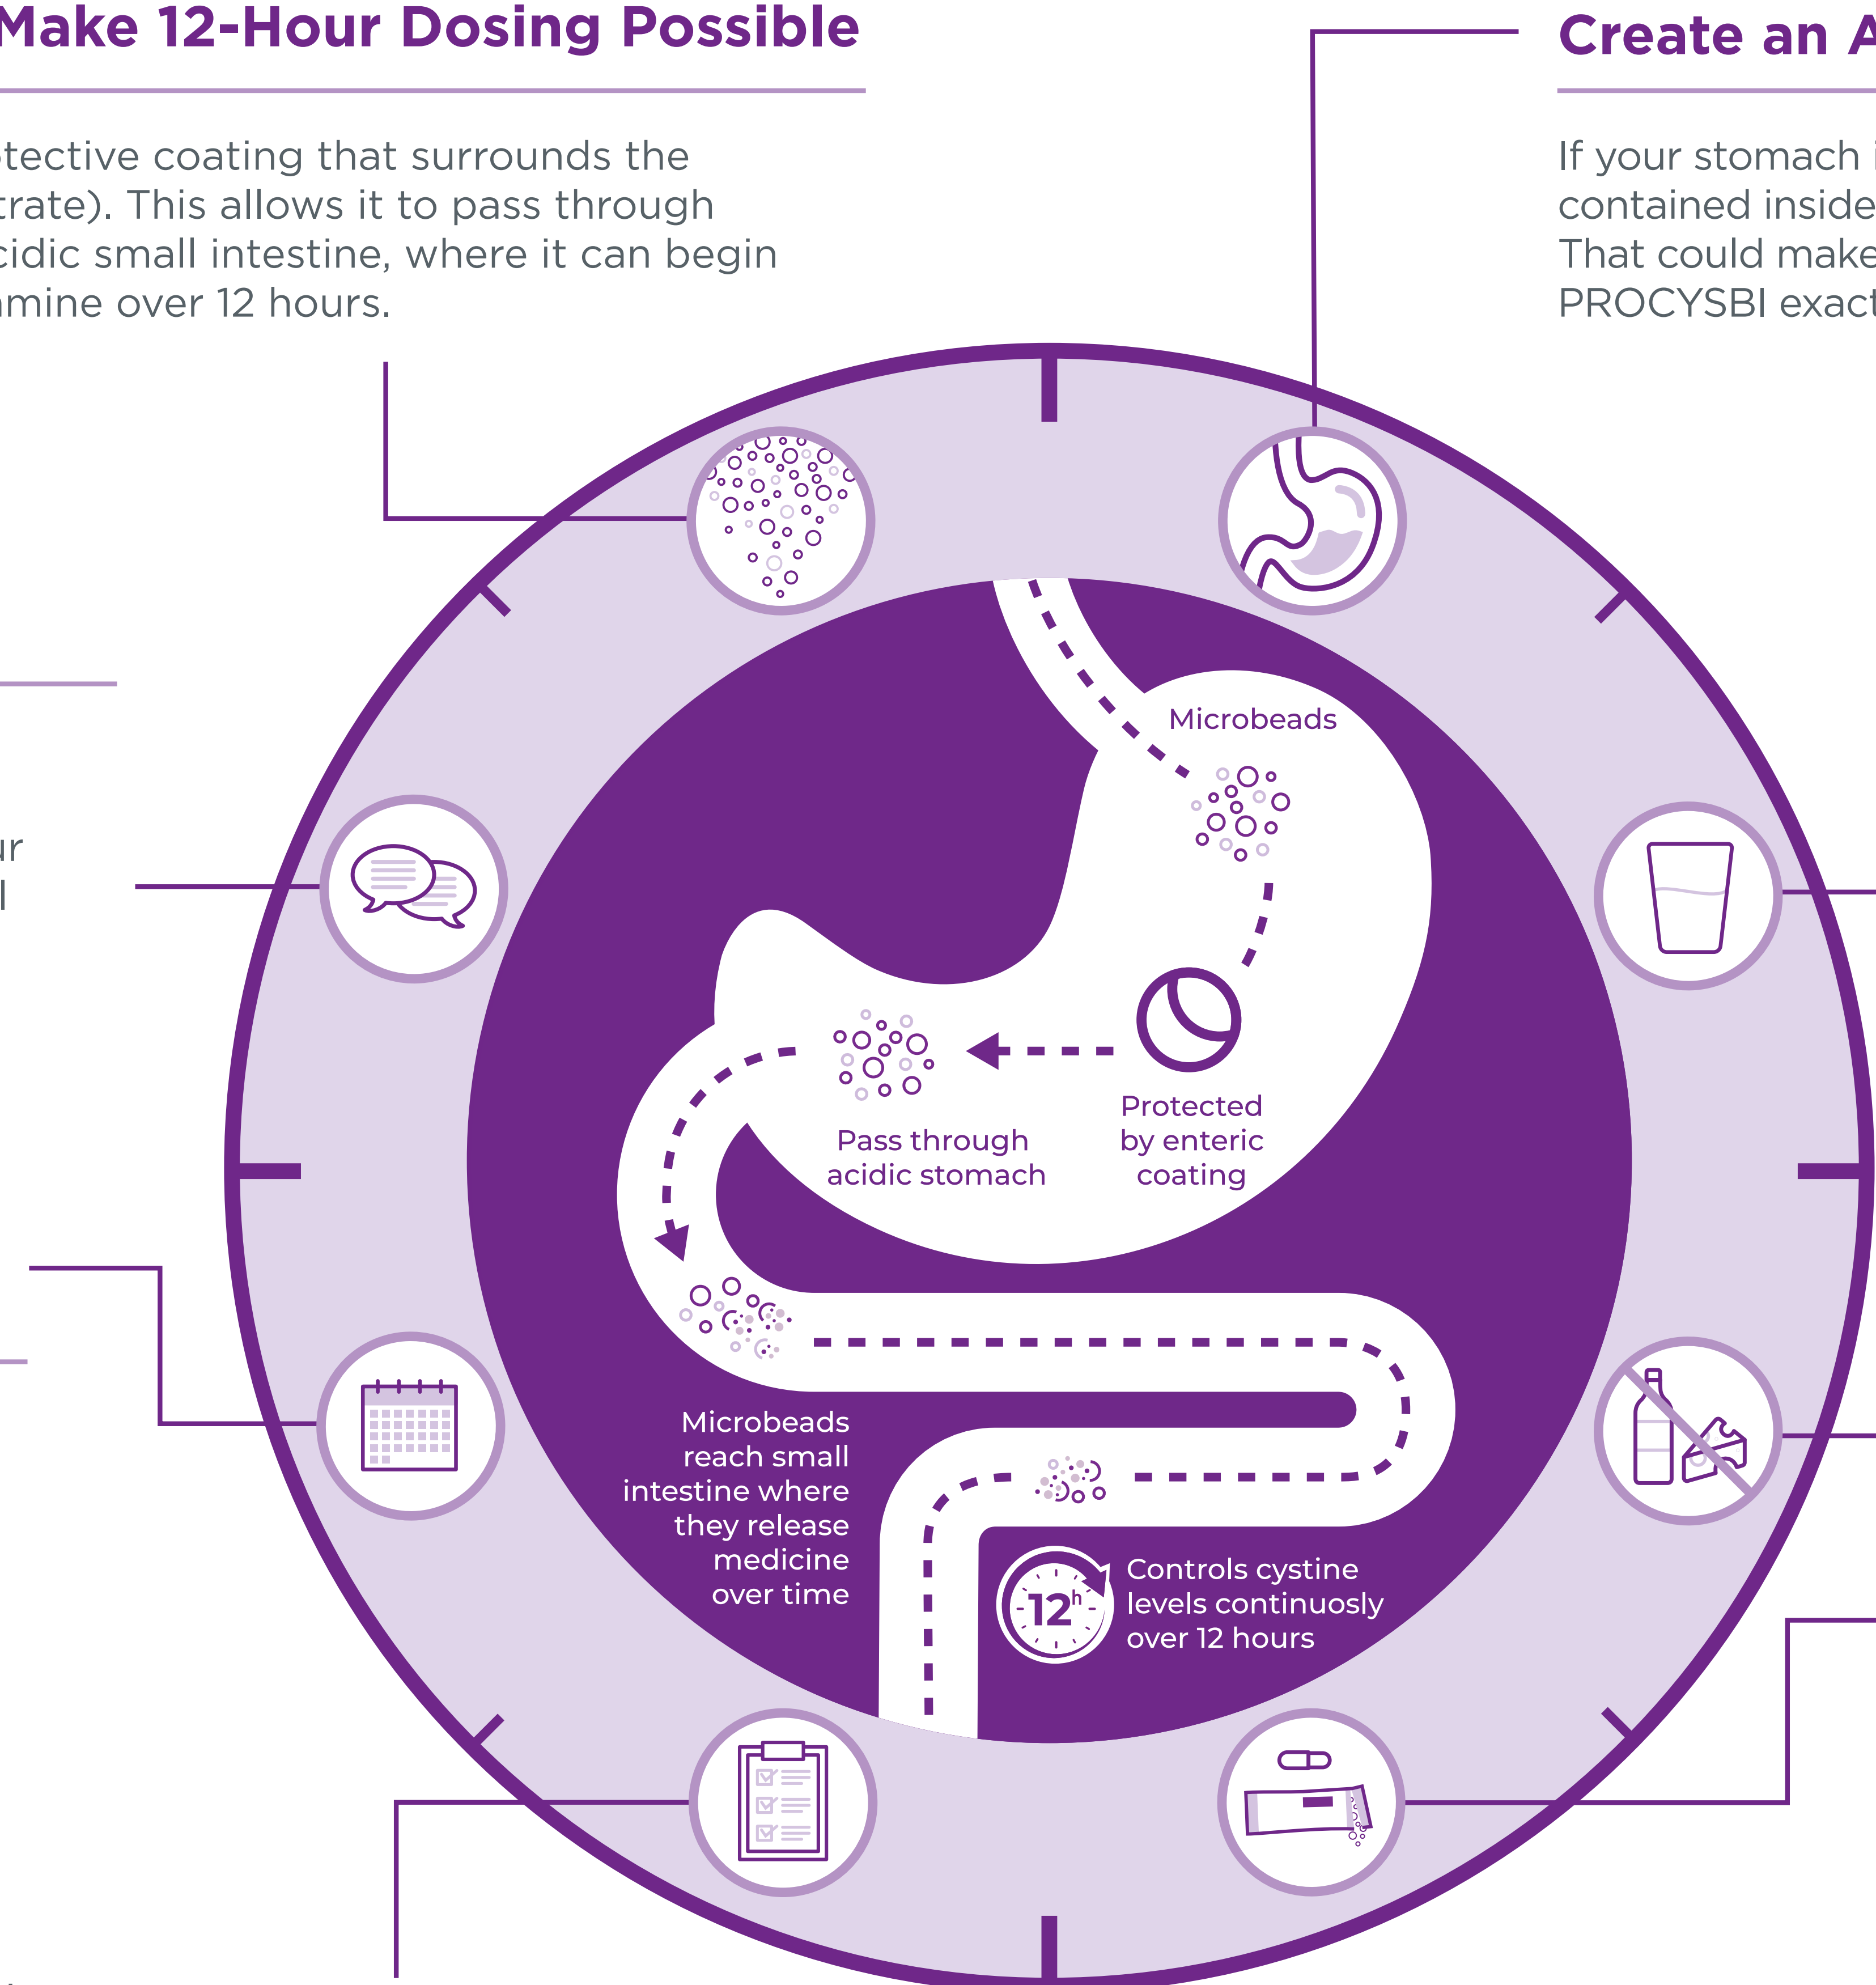 Make 12-Hour Dosing Possible
tective coating that surrounds the
trate). This allows it to pass through
cidic small intestine, where it can begin
mine over 12 hours.
Create an A
If your stomach i
contained inside
That could make
PROCYSBI exact
ur
l
Microbeads
Protected
by enteric
coating
Pass through
acidic stomach
Microbeads
reach small
intestine where
they release
medicine
over time
12h
Controls cystine
levels continuosly
over 12 hours